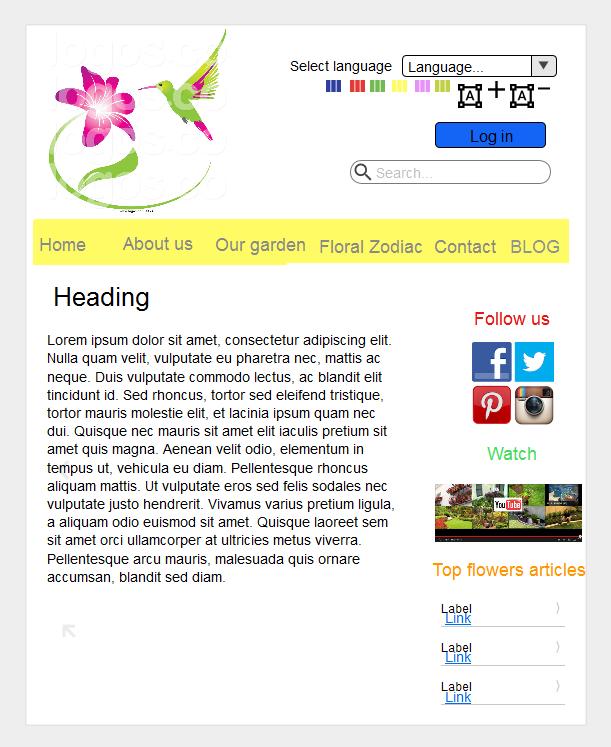 Select language
Language...
A
A
Log in
Search...
Home About us Our garden Floral Zodiac Contact BLOG
Heading
Lorem ipsum dolor sit amet, consectetur adipiscing elit.
Nulla quam velit, vulputate eu pharetra nec, mattis ac
neque. Duis vulputate commodo lectus, ac blandit elit
tincidunt id. Sed rhoncus, tortor sed eleifend tristique,
tortor mauris molestie elit, et lacinia ipsum quam nec
dui. Quisque nec mauris sit amet elit iaculis pretium sit
amet quis magna. Aenean velit odio, elementum in
tempus ut, vehicula eu diam. Pellentesque rhoncus
aliquam mattis. Ut vulputate eros sed felis sodales nec
vulputate justo hendrerit. Vivamus varius pretium ligula,
a aliquam odio euismod sit amet. Quisque laoreet sem
sit amet orci ullamcorper at ultricies metus viverra.
Pellentesque arcu mauris, malesuada quis ornare
accumsan, blandit sed diam.
Follow us
Watch
YouTube
Top flowers articles
Label
Link
Label
Link
Label
Link